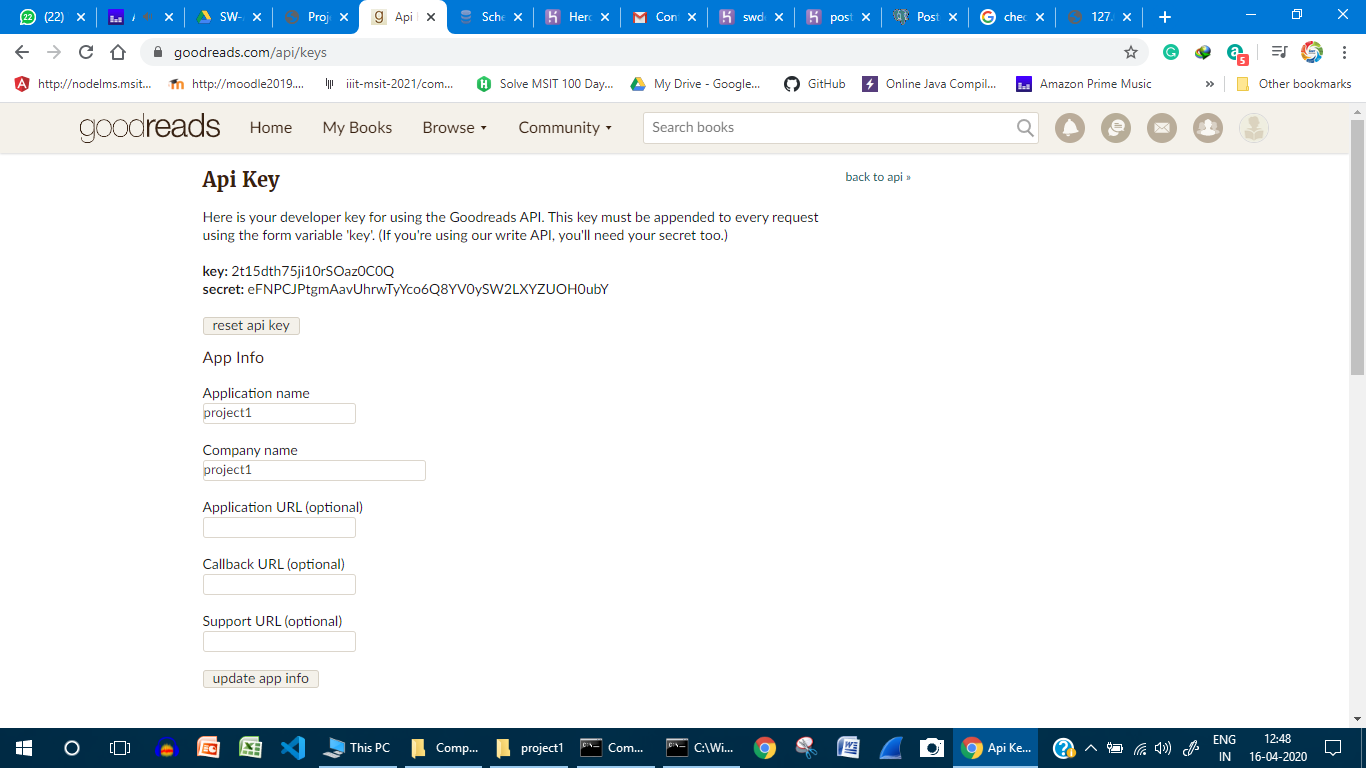 (22)
A
SW-
Proj
Api
Sche
Hero
Con
swd
post
Post
chec
127.
goodreads.com/api/keys
5
http://nodelms.msit...
http://moodle2019....
iiit-msit-2021/com...
Solve MSIT 100 Day...
My Drive - Google...
GitHub
Online Java Compil...
Amazon Prime Music
»
Other bookmarks
goodreads
Home
My Books
Browse
Community
Search books
Api Key
back to api »
Here is your developer key for using the Goodreads API. This key must be appended to every request
using the form variable 'key'. (If you're using our write API, you'll need your secret too.)
key: 2t15dth75ji10rSOaz0C0Q
secret: eFNPCJPtgmAavUhrwTyYco6Q8YV0ySW2LXYZUOH0ubY
reset api key
App Info
Application name
project1
Company name
project1
Application URL (optional)
Callback URL (optional)
Support URL (optional)
update app info
This PC
Comp...
project1
Com...
C:\Wi...
Api Ke...
ENG
IN
12:48
16-04-2020